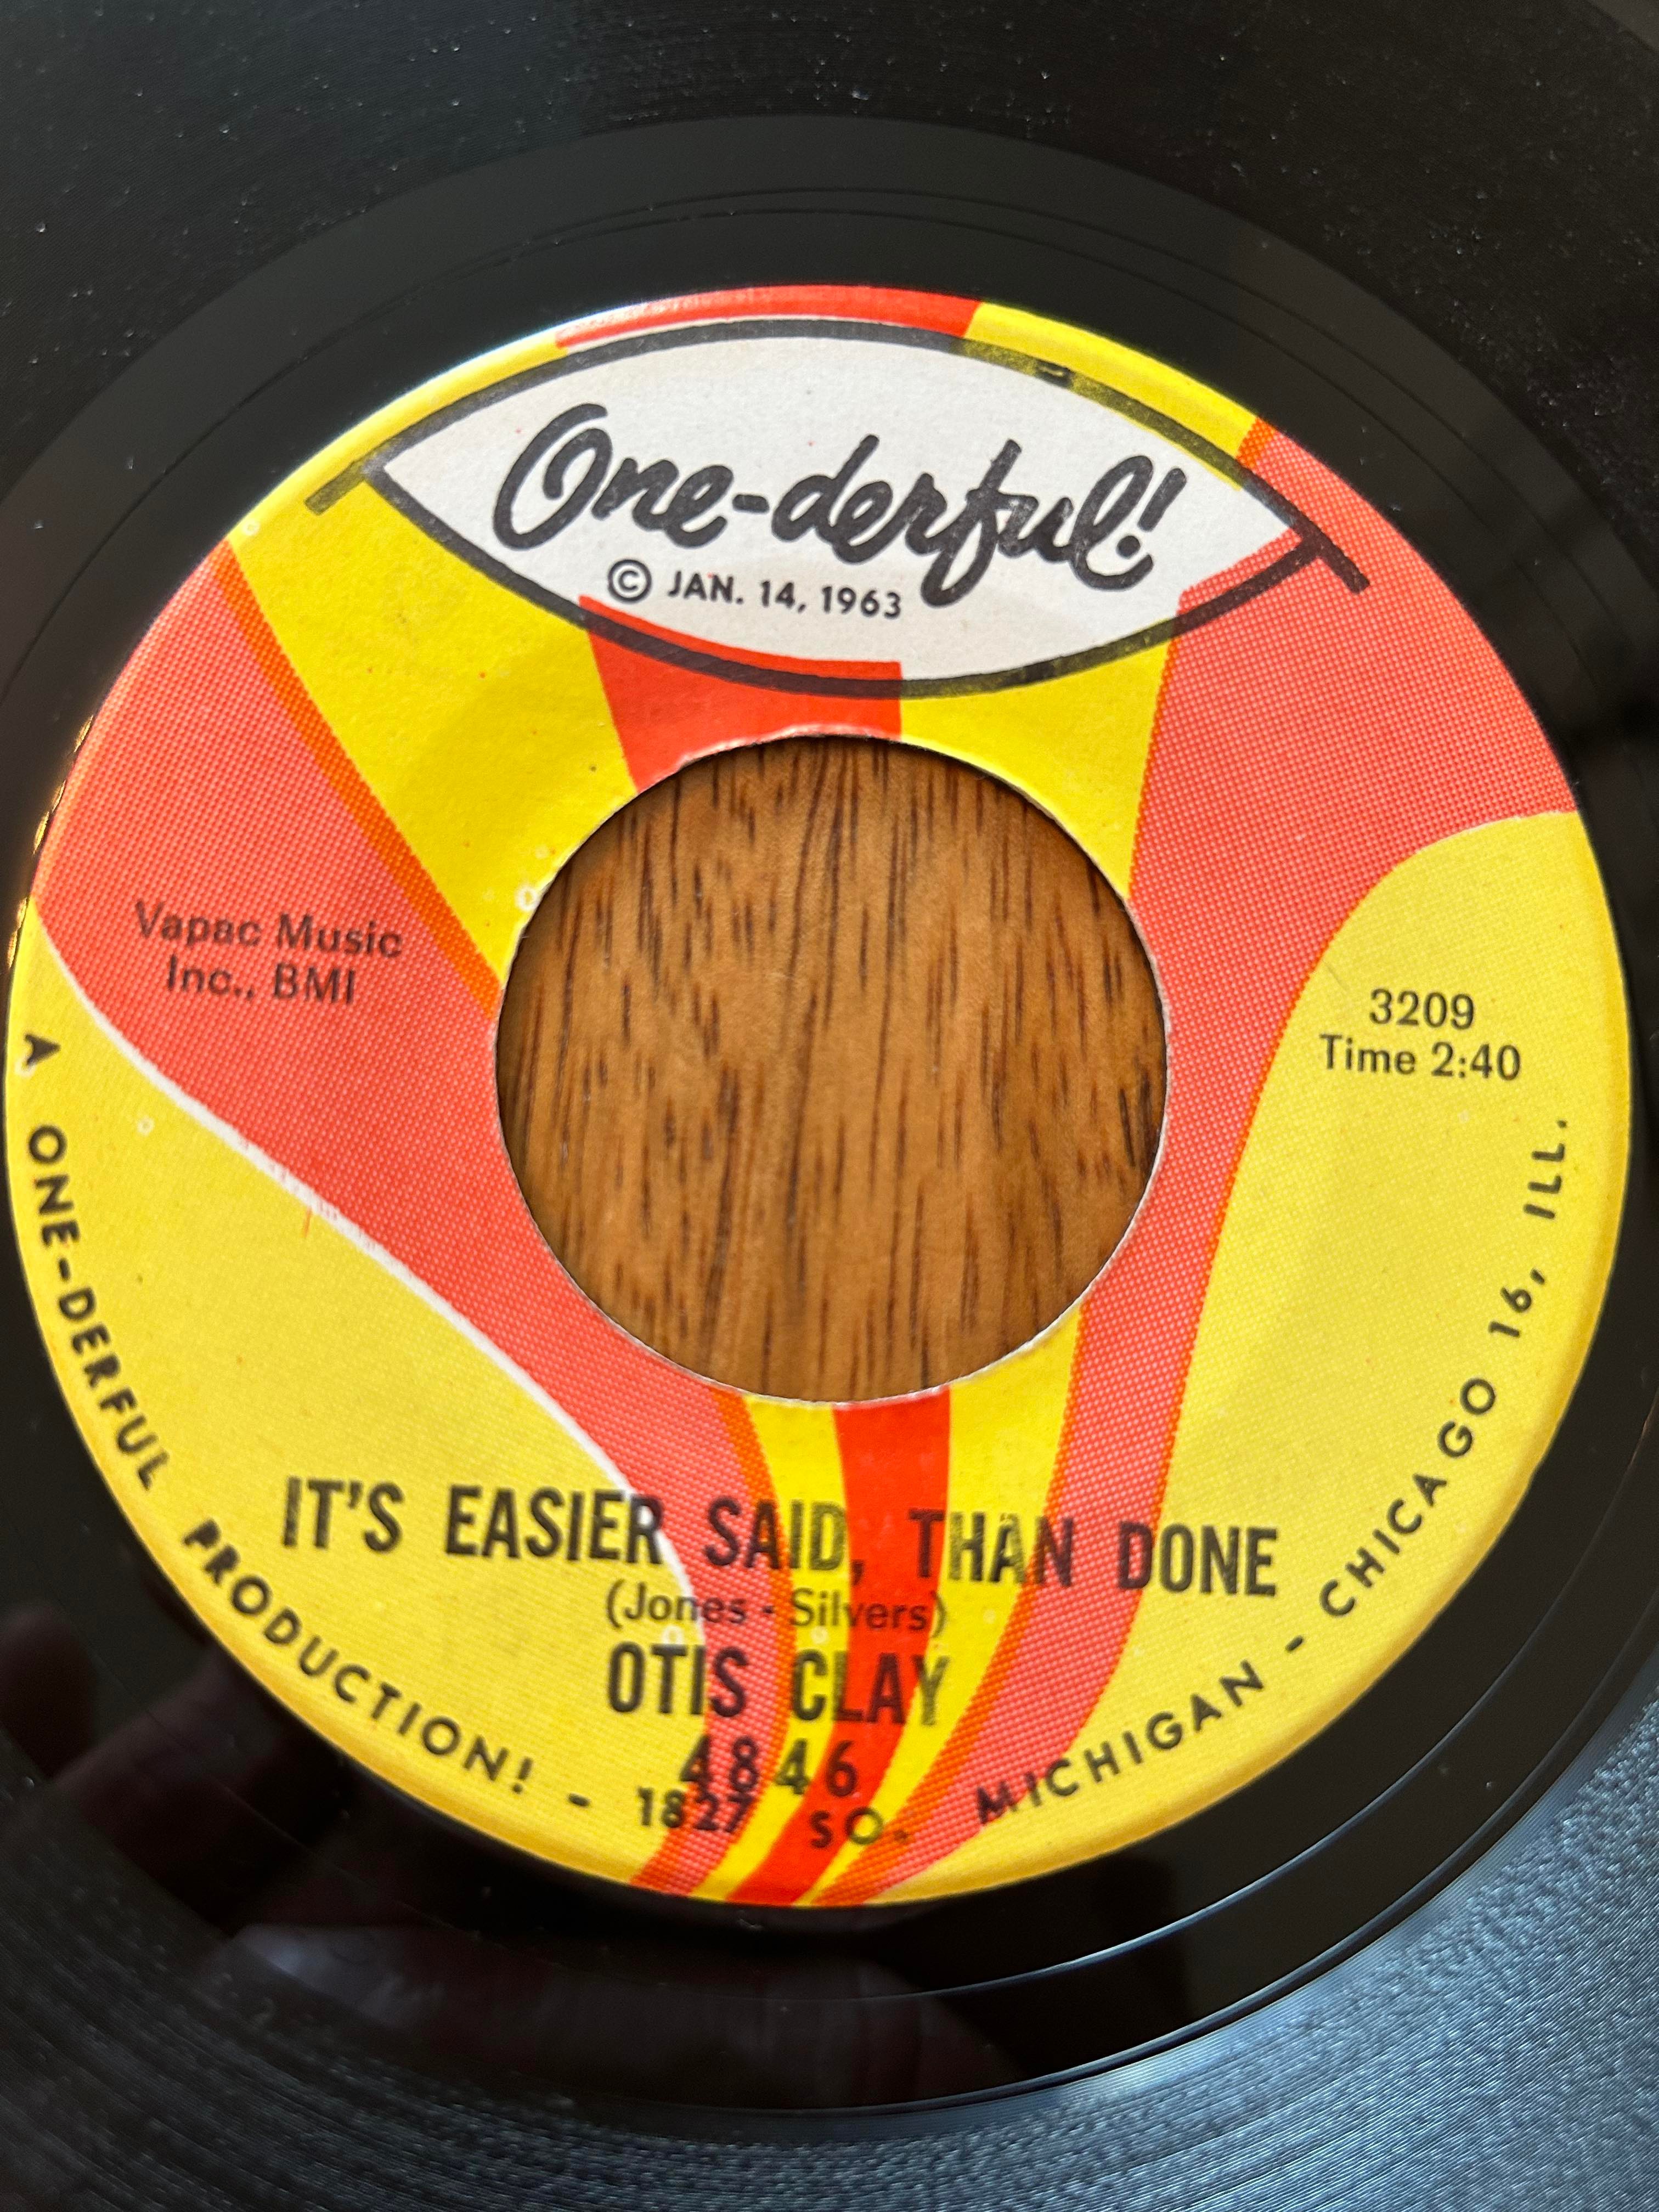 One-derful!
© JAN. 14, 1963
Vapac Music
Inc., BMI
3209
Time 2:40
IT'S EASIER SAID, THAN DONE
(Jones - Silvers)
OTIS CLAY
4846
A ONE-DERFUL PRODUCTION! - 1827 SO. MICHIGAN - CHICAGO 16, ILL.